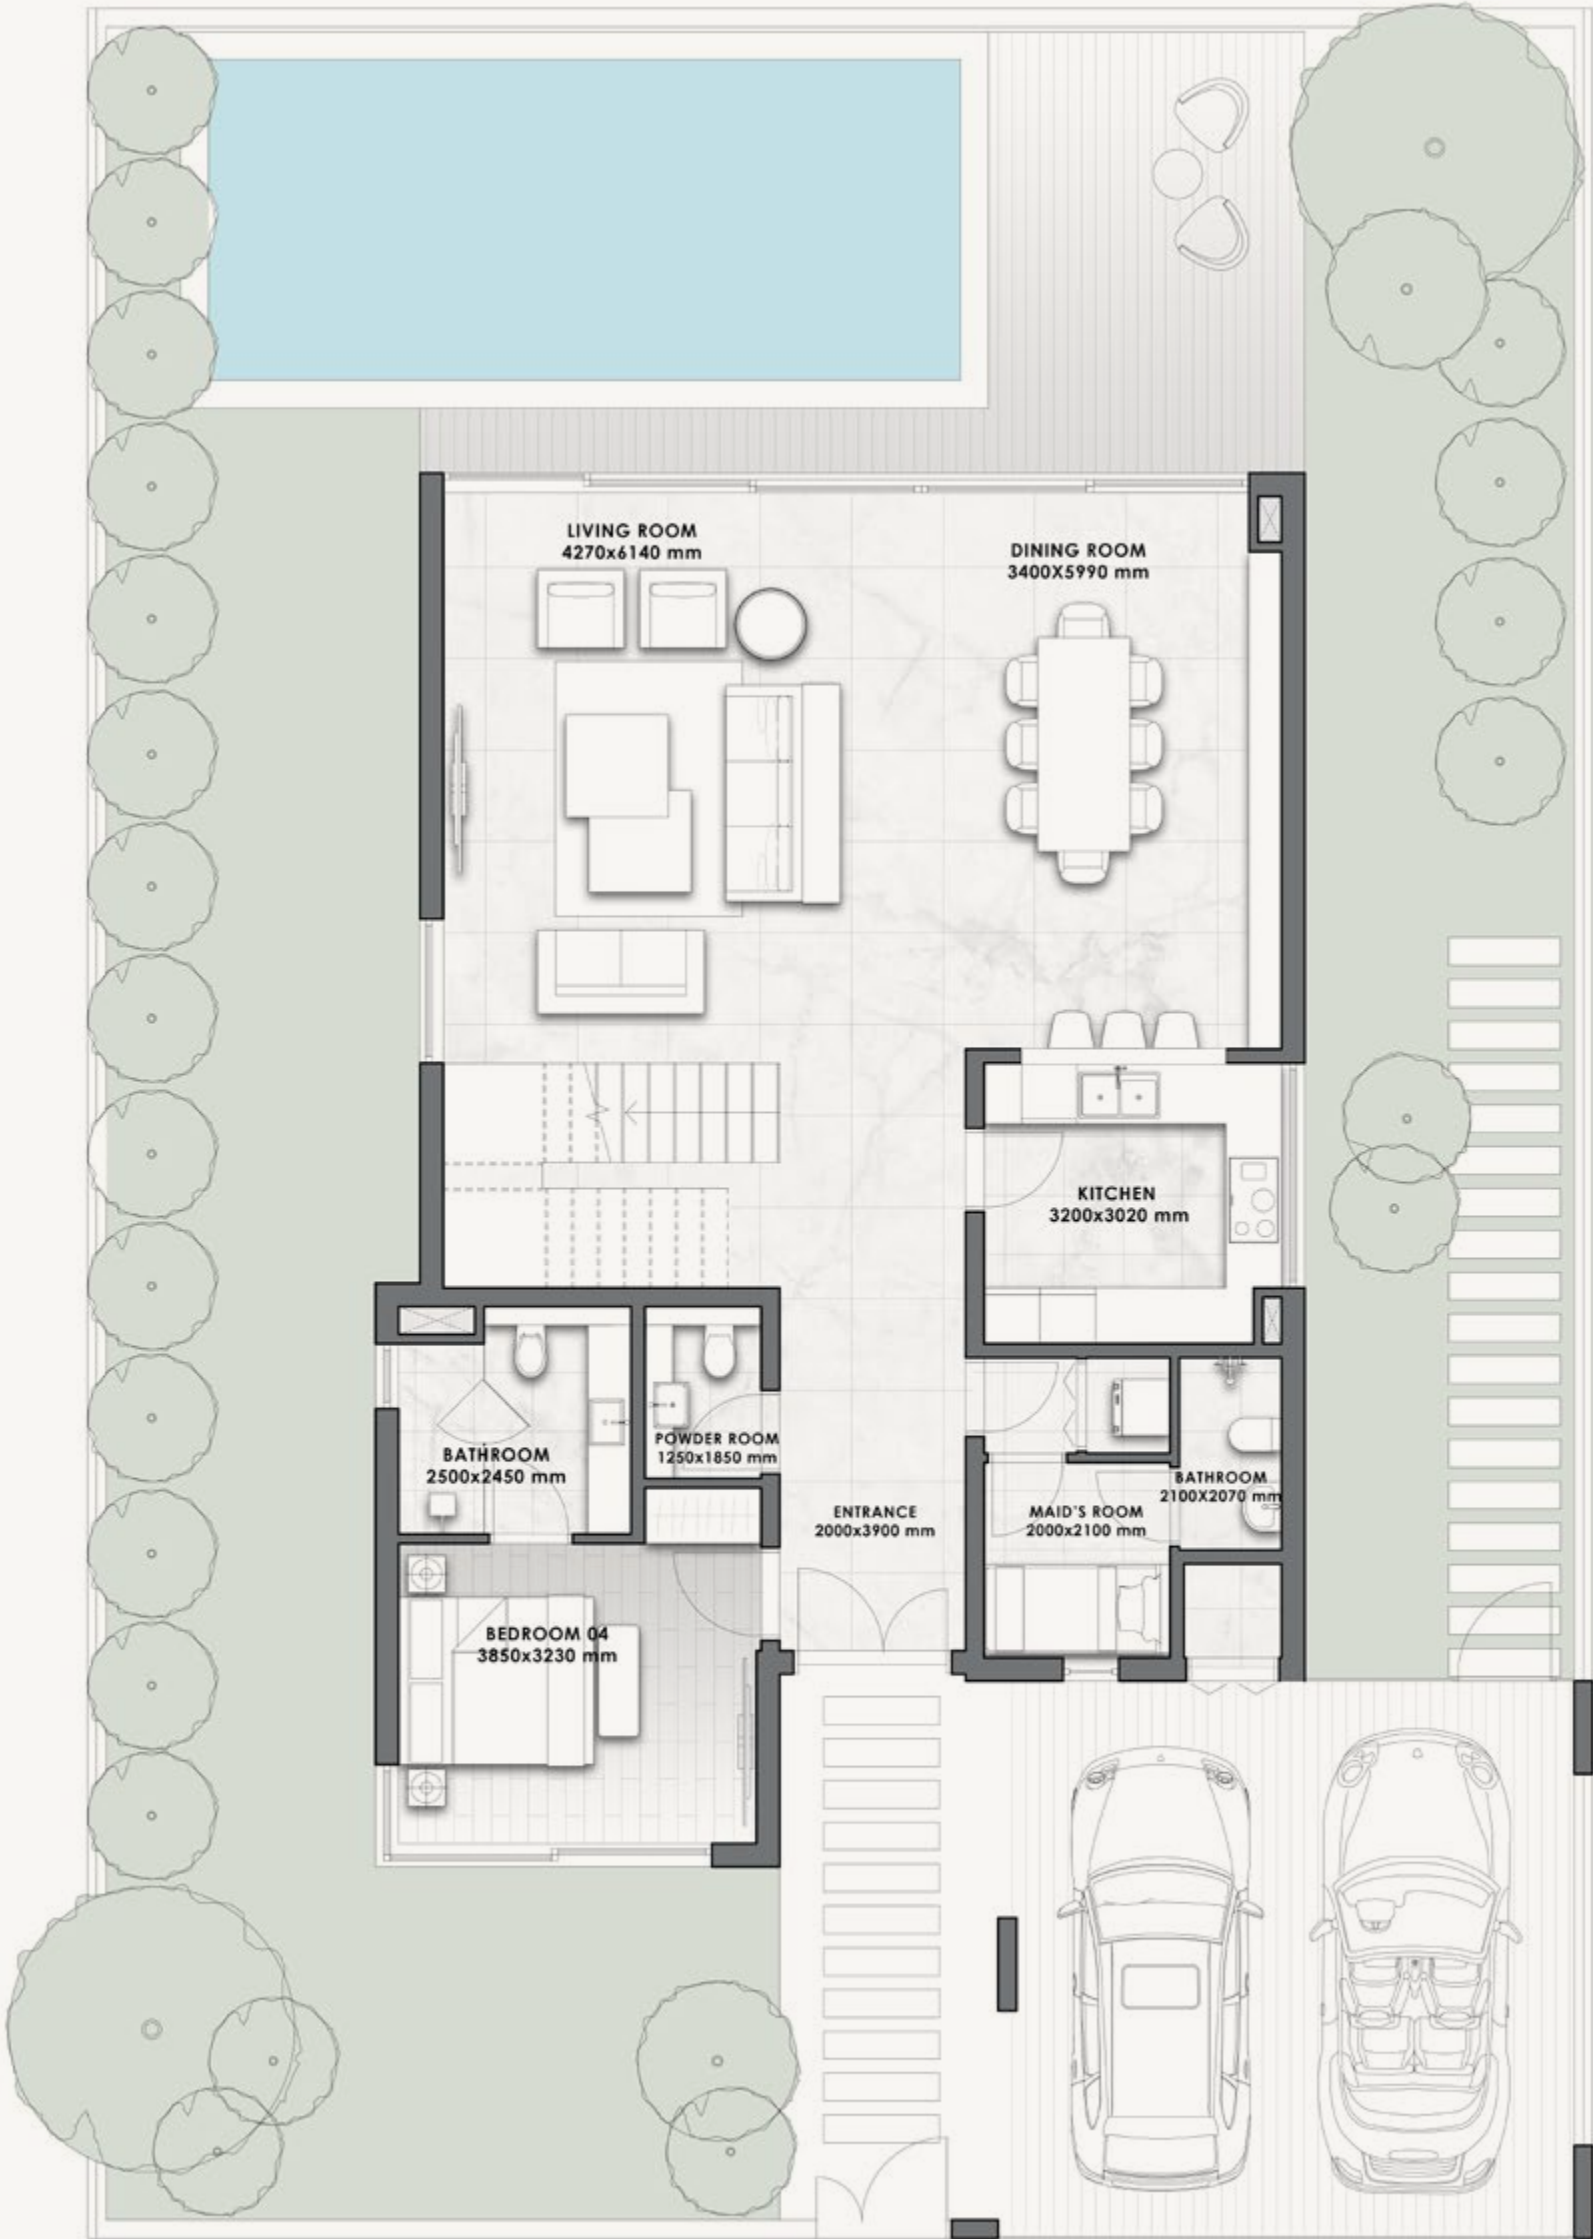 LIVING ROOM
4270x6140 mm
DINING ROOM
3400X5990 mm
KITCHEN
3200x3020 mm
POWDER ROOM
1250x1850 mm
BATHROOM
2500x2450 mm
BATHROOM
2100X2070 mm
ENTRANCE
2000x3900 mm
MAID'S ROOM
2000x2100 mm
BEDROOM 04
3850x3230 mm